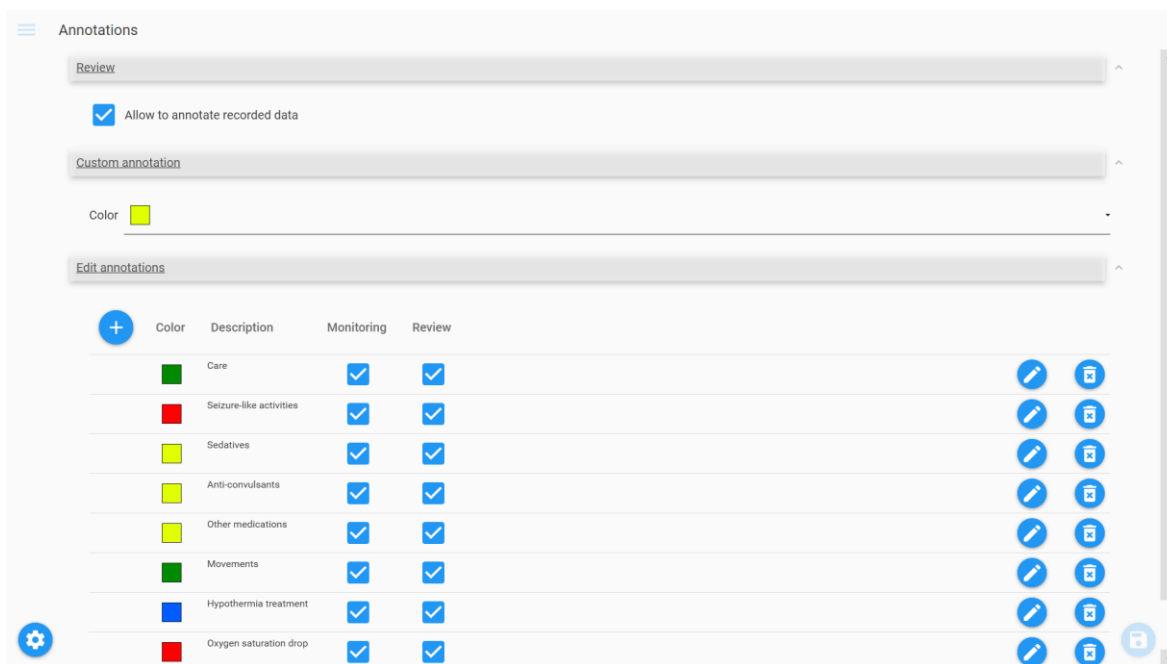 Annotations
Review
Allow to annotate recorded data
Custom annotation
Color
Edit annotations
Color Description Monitoring Review
Care
Seizure-like activities
Sedatives
Anti-convulsants
Other medications
Movements
Hypothermia treatment
Oxygen saturation drop